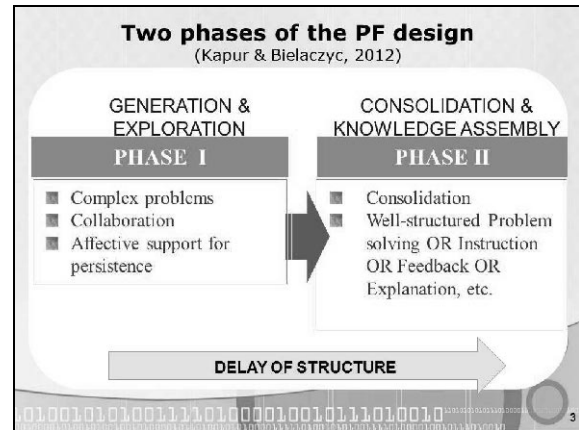 Two phases of the PF design
(Kapur & Bielaczyc, 2012)
GENERATION &
EXPLORATION
PHASE I
Complex problems
Collaboration
Affective support for
persistence
CONSOLIDATION &
KNOWLEDGE ASSEMBLY
PHASE II
Consolidation
Well-structured Problem
solving OR Instruction
OR Feedback OR
Explanation, etc.
DELAY OF STRUCTURE
3